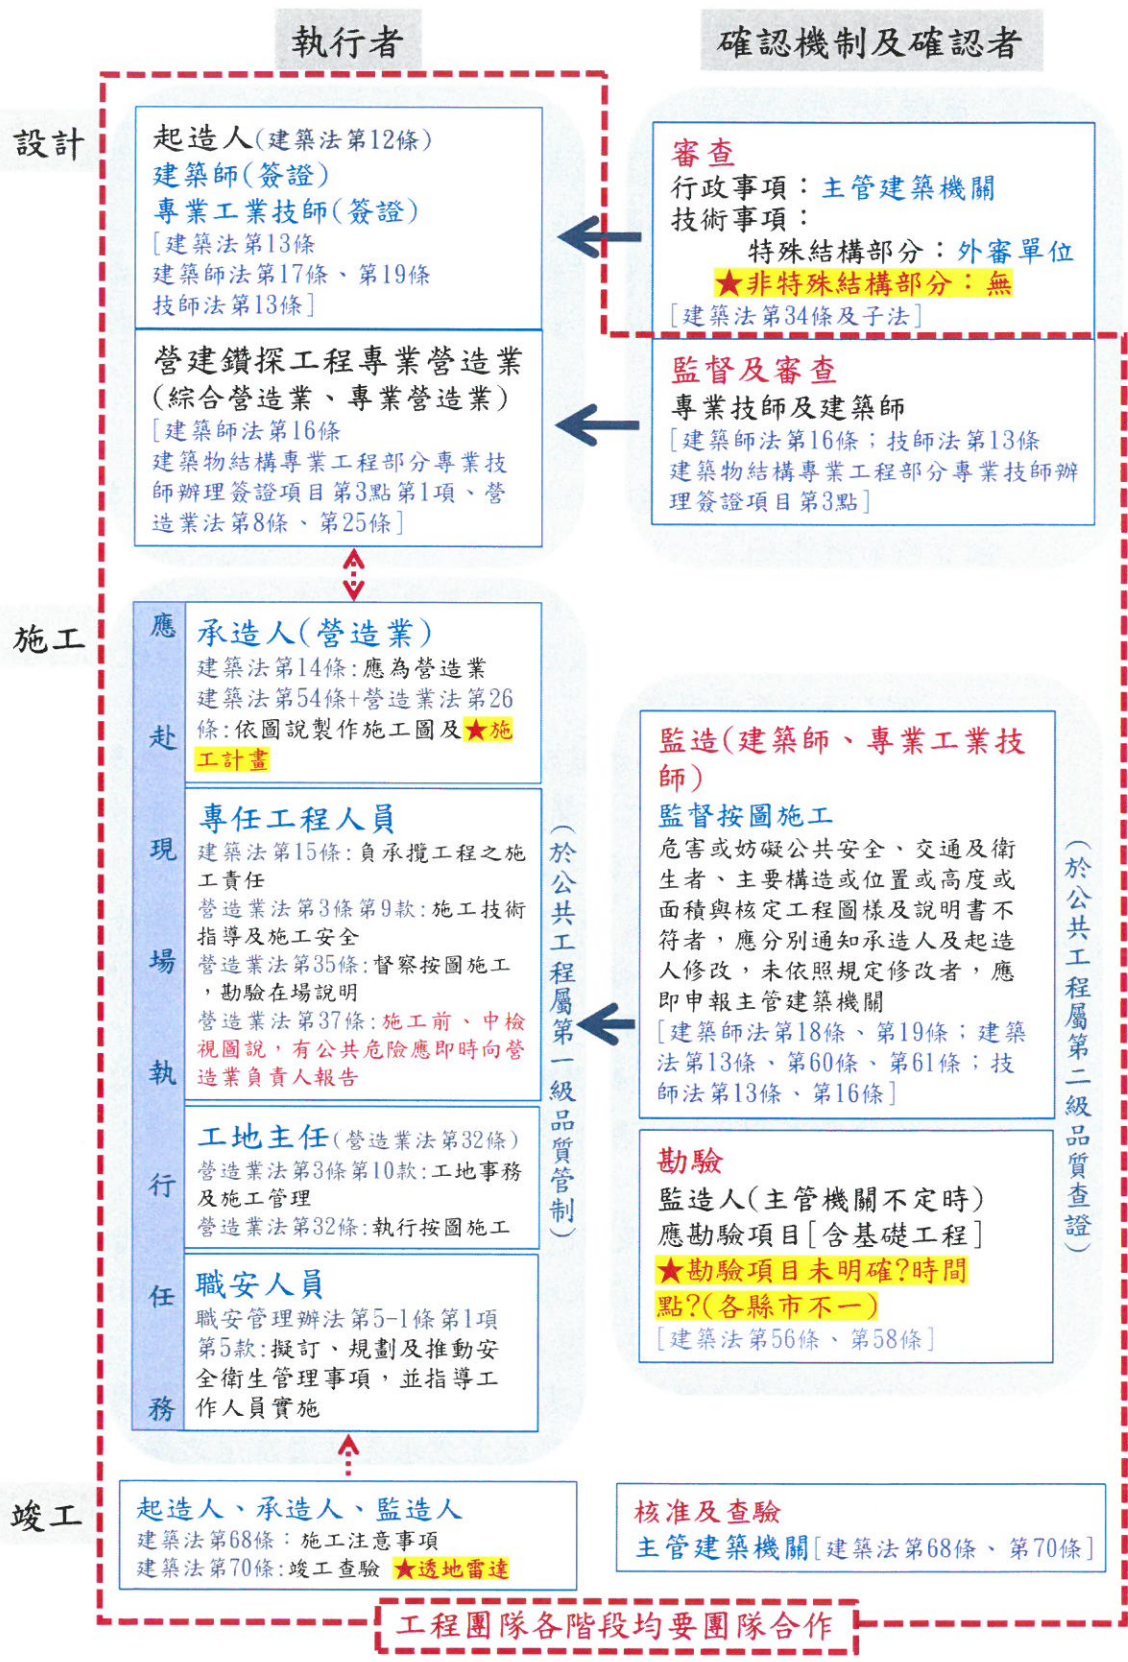 執行者
確認機制及確認者
設計
起造人(建築法第12條)
建築師(簽證)
專業工業技師(簽證)
[建築法第13條
建築師法第17條、第19條
技師法第13條]
審查
行政事項：主管建築機關
技術事項：
特殊結構部分：外審單位
★非特殊結構部分：無
[建築法第34條及子法]
營建鑽探工程專業營造業
(綜合營造業、專業營造業)
[建築師法第16條
建築物結構專業工程部分專業技
師辦理簽證項目第3點第1項、營
造業法第8條、第25條]
監督及審查
專業技師及建築師
[建築師法第16條；技師法第13條
建築物結構專業工程部分專業技師辦
理簽證項目第3點]
施工
應赴現場執行任務
承造人(營造業)
建築法第14條:應為營造業
建築法第54條+營造業法第26
條:依圖說製作施工圖及★施
工計畫
專任工程人員
建築法第15條:負承攬工程之施
工責任
營造業法第3條第9款:施工技術
指導及施工安全
營造業法第35條:督察按圖施工
，勘驗在場說明
營造業法第37條:施工前、中檢
視圖說，有公共危險應即時向營
造業負責人報告
工地主任(營造業法第32條)
營造業法第3條第10款:工地事務
及施工管理
營造業法第32條:執行按圖施工
職安人員
職安管理辦法第5-1條第1項
第5款:擬訂、規劃及推動安
全衛生管理事項，並指導工
作人員實施
(於公共工程屬第一級品質管制)
監造(建築師、專業工業技
師)
監督按圖施工
危害或妨礙公共安全、交通及衛
生者、主要構造或位置或高度或
面積與核定工程圖樣及說明書不
符者，應分別通知承造人及起造
人修改，未依照規定修改者，應
即申報主管建築機關
[建築師法第18條、第19條；建築
法第13條、第60條、第61條；技
師法第13條、第16條]
勘驗
監造人(主管機關不定時)
應勘驗項目[含基礎工程]
★勘驗項目未明確?時間
點?(各縣市不一)
[建築法第56條、第58條]
(於公共工程屬第二級品質查證)
竣工
起造人、承造人、監造人
建築法第68條：施工注意事項
建築法第70條:竣工查驗 ★透地雷達
核准及查驗
主管建築機關[建築法第68條、第70條]
工程團隊各階段均要團隊合作